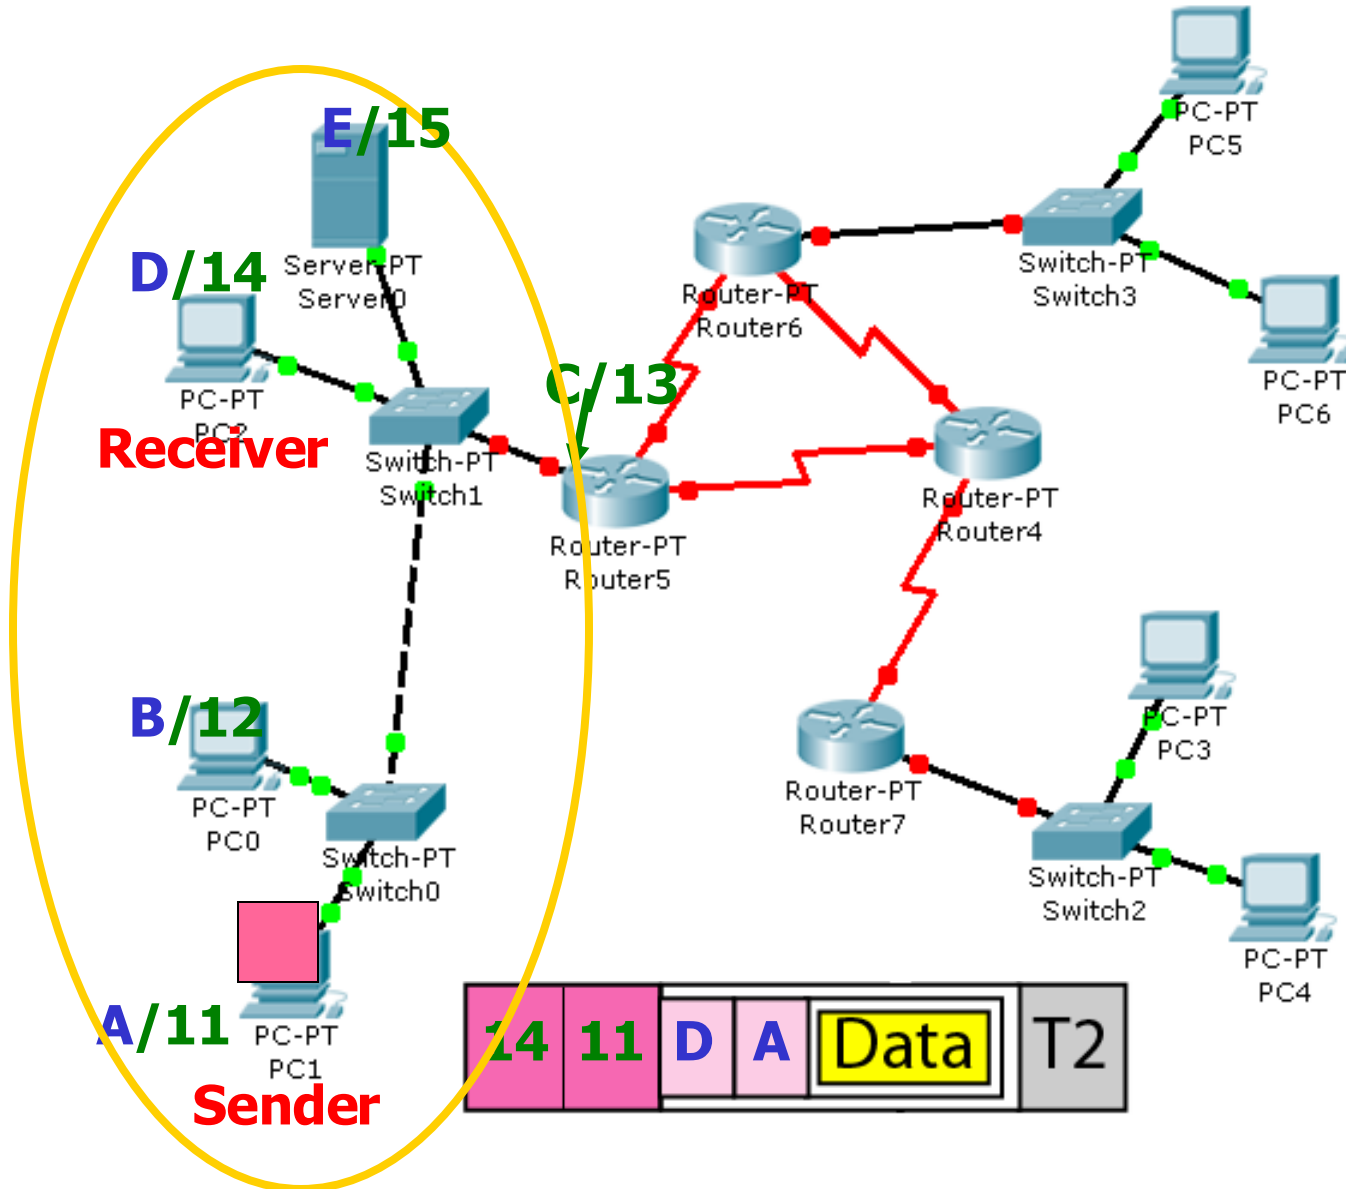 PC-PT
PC5
E/15
Server-PT
Server0
D/14
PC-PT
PC2
Receiver
Switch-PT
Switch1
C/13
Router-PT
Router5
Router-PT
Router6
Switch-PT
Switch3
PC-PT
PC6
Router-PT
Router4
B/12
PC-PT
PC0
Switch-PT
Switch0
A/11
PC-PT
PC1
Sender
Router-PT
Router7
PC-PT
PC3
Switch-PT
Switch2
PC-PT
PC4
14 11 D A Data T2